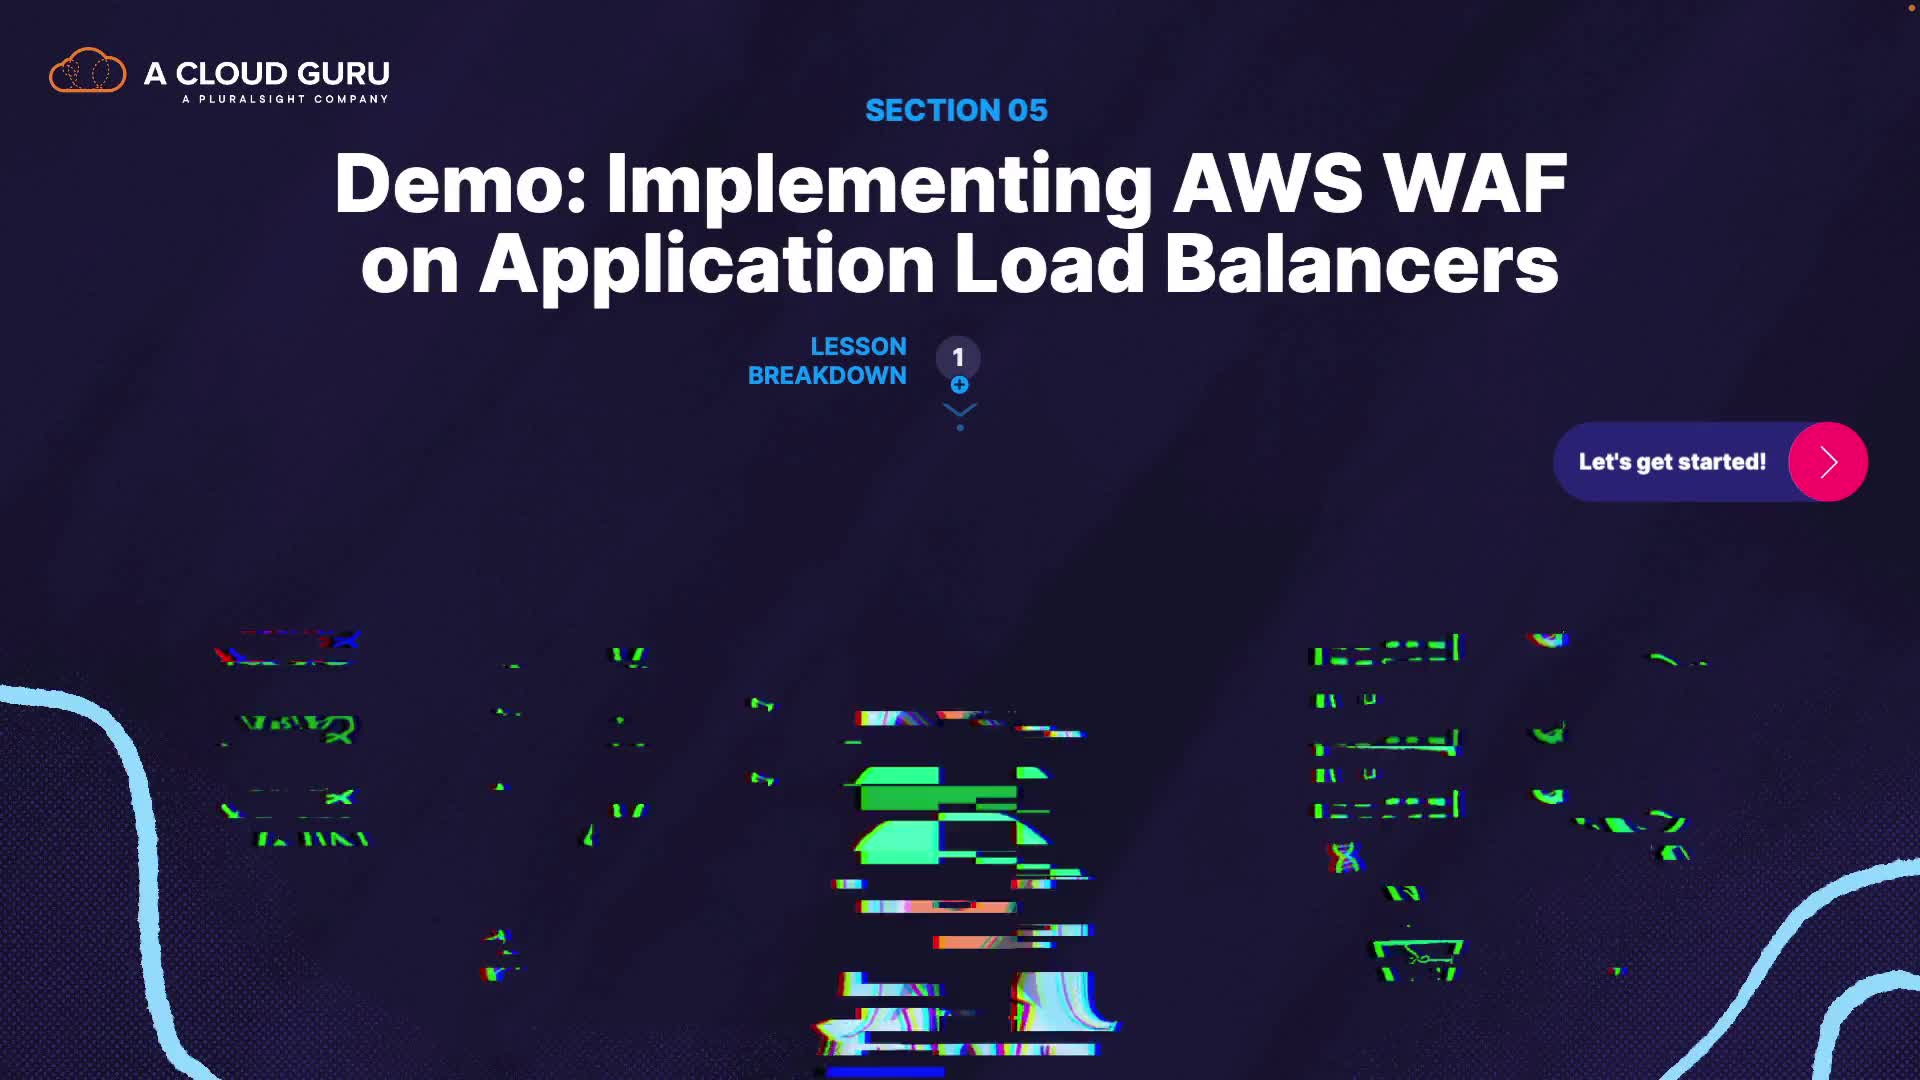 A CLOUD GURU
A PLURALSIGHT COMPANY
SECTION 05
Demo: Implementing AWS WAF
on Application Load Balancers
LESSON
BREAKDOWN
1
Let's get started!